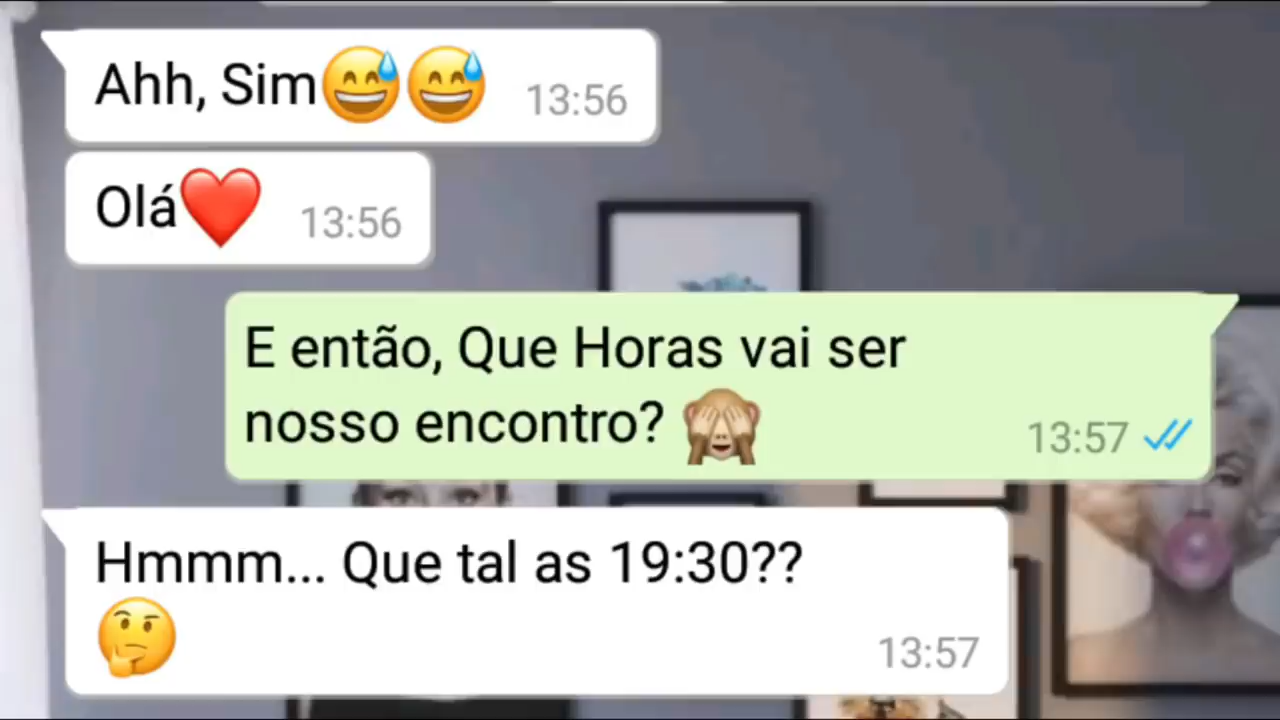 Ahh, Sim😅😅 13:56
Olá❤️ 13:56
E então, Que Horas vai ser
nosso encontro? 🙈 13:57
Hmmm... Que tal as 19:30??
🤔 13:57